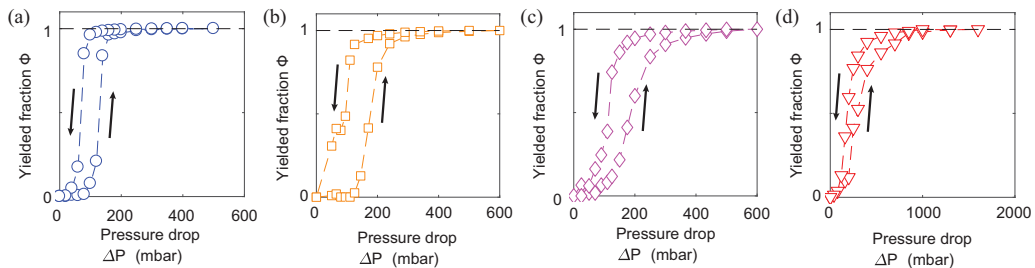 (a)
Yielded fraction Φ
1
0
0
200
400
600
Pressure drop
ΔP (mbar)
(b)
Yielded fraction Φ
1
0
0
200
400
600
Pressure drop
ΔP (mbar)
(c)
Yielded fraction Φ
1
0
0
200
400
600
Pressure drop
ΔP (mbar)
(d)
Yielded fraction Φ
1
0
0
1000
2000
Pressure drop
ΔP (mbar)